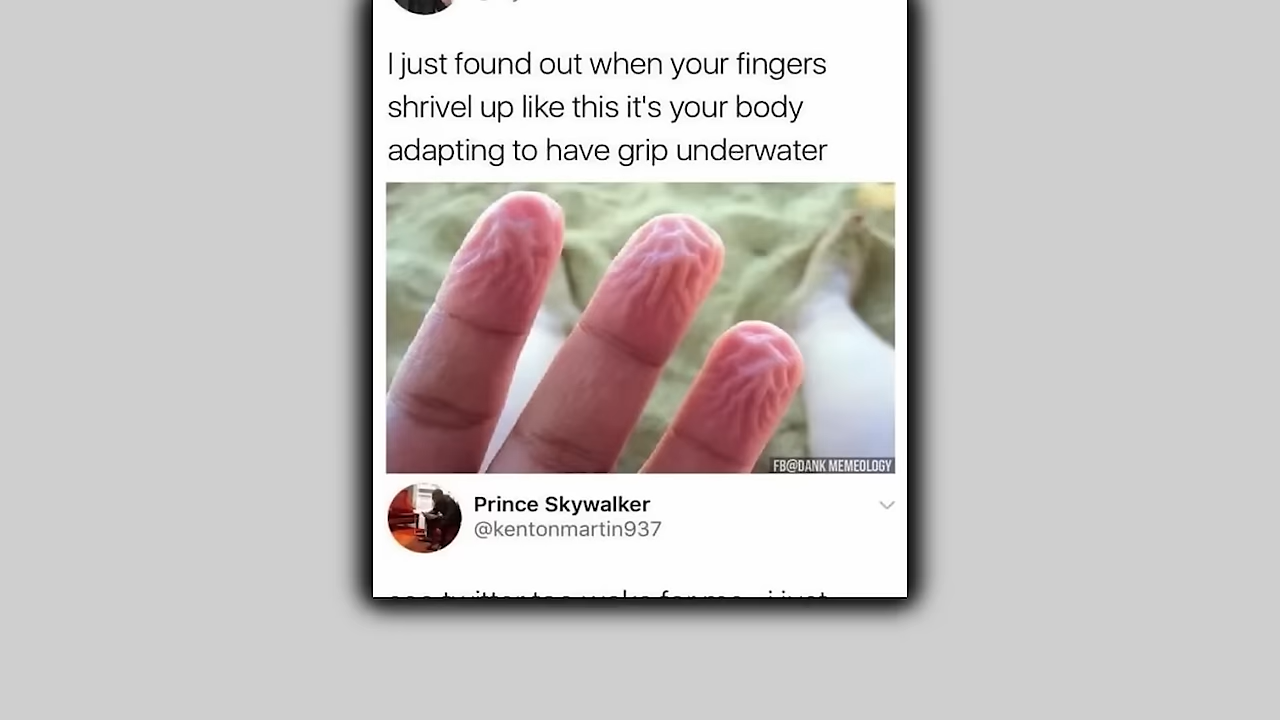 I just found out when your fingers
shrivel up like this it's your body
adapting to have grip underwater
FB@DANK MEMEOLOGY
Prince Skywalker
@kentonmartin937